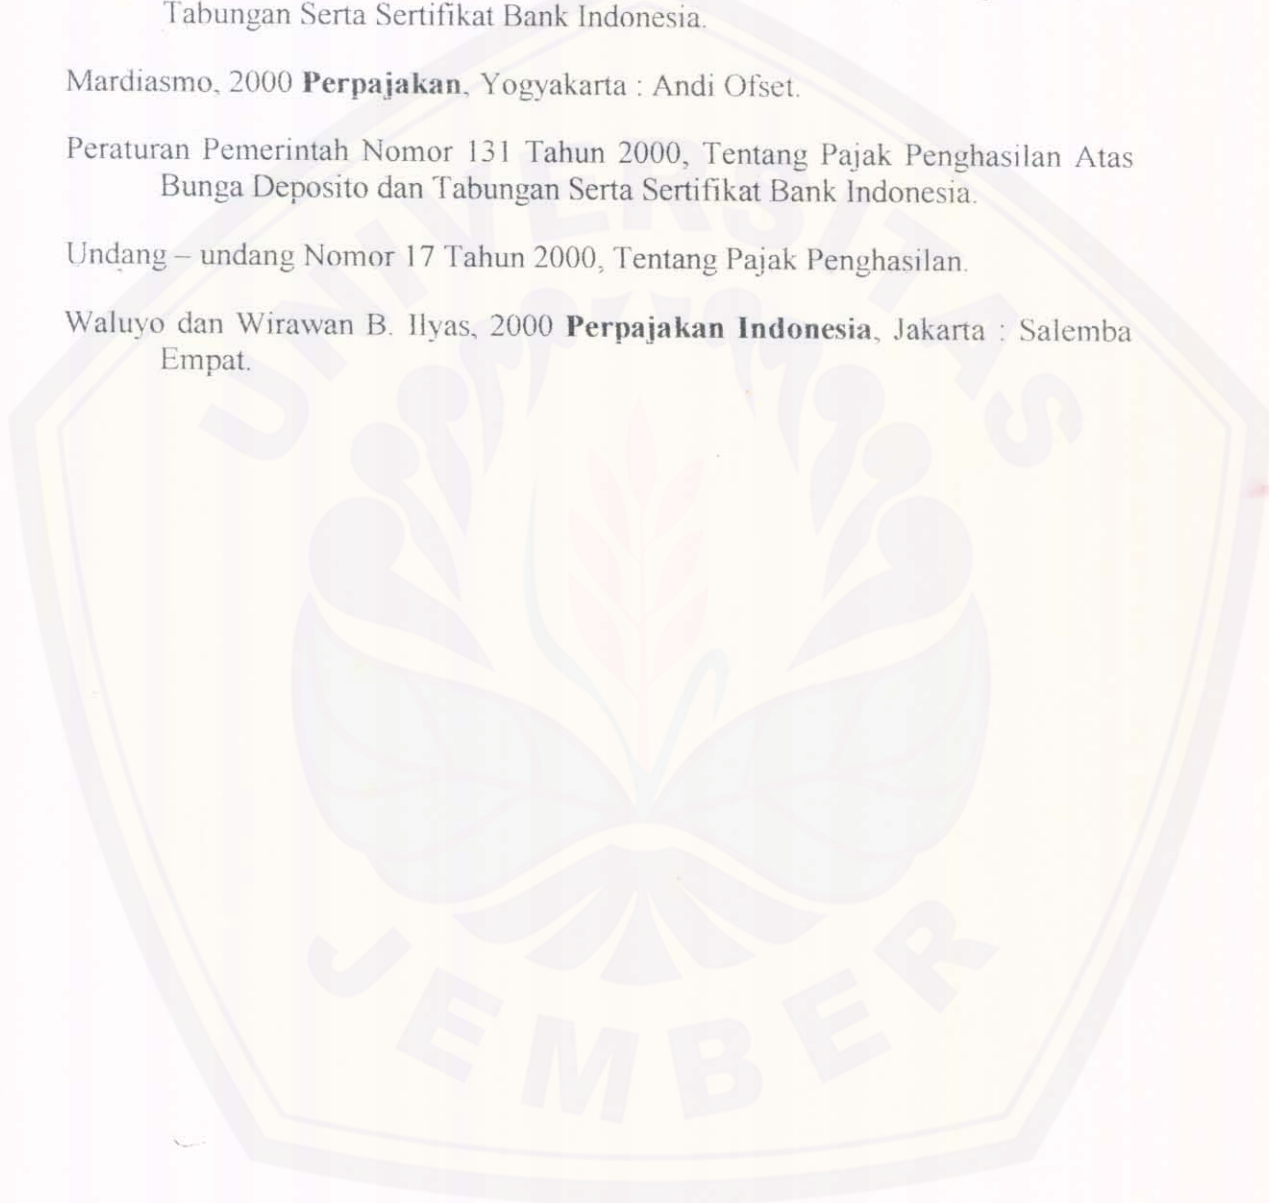 Tabungan Serta Sertifikat Bank Indonesia.
Mardiasmo, 2000 Perpajakan, Yogyakarta : Andi Ofset.
Peraturan Pemerintah Nomor 131 Tahun 2000, Tentang Pajak Penghasilan Atas
Bunga Deposito dan Tabungan Serta Sertifikat Bank Indonesia.
Undang – undang Nomor 17 Tahun 2000, Tentang Pajak Penghasilan.
Waluyo dan Wirawan B. Ilyas, 2000 Perpajakan Indonesia, Jakarta : Salemba
Empat.
UNIVERSITAS
JEMBER